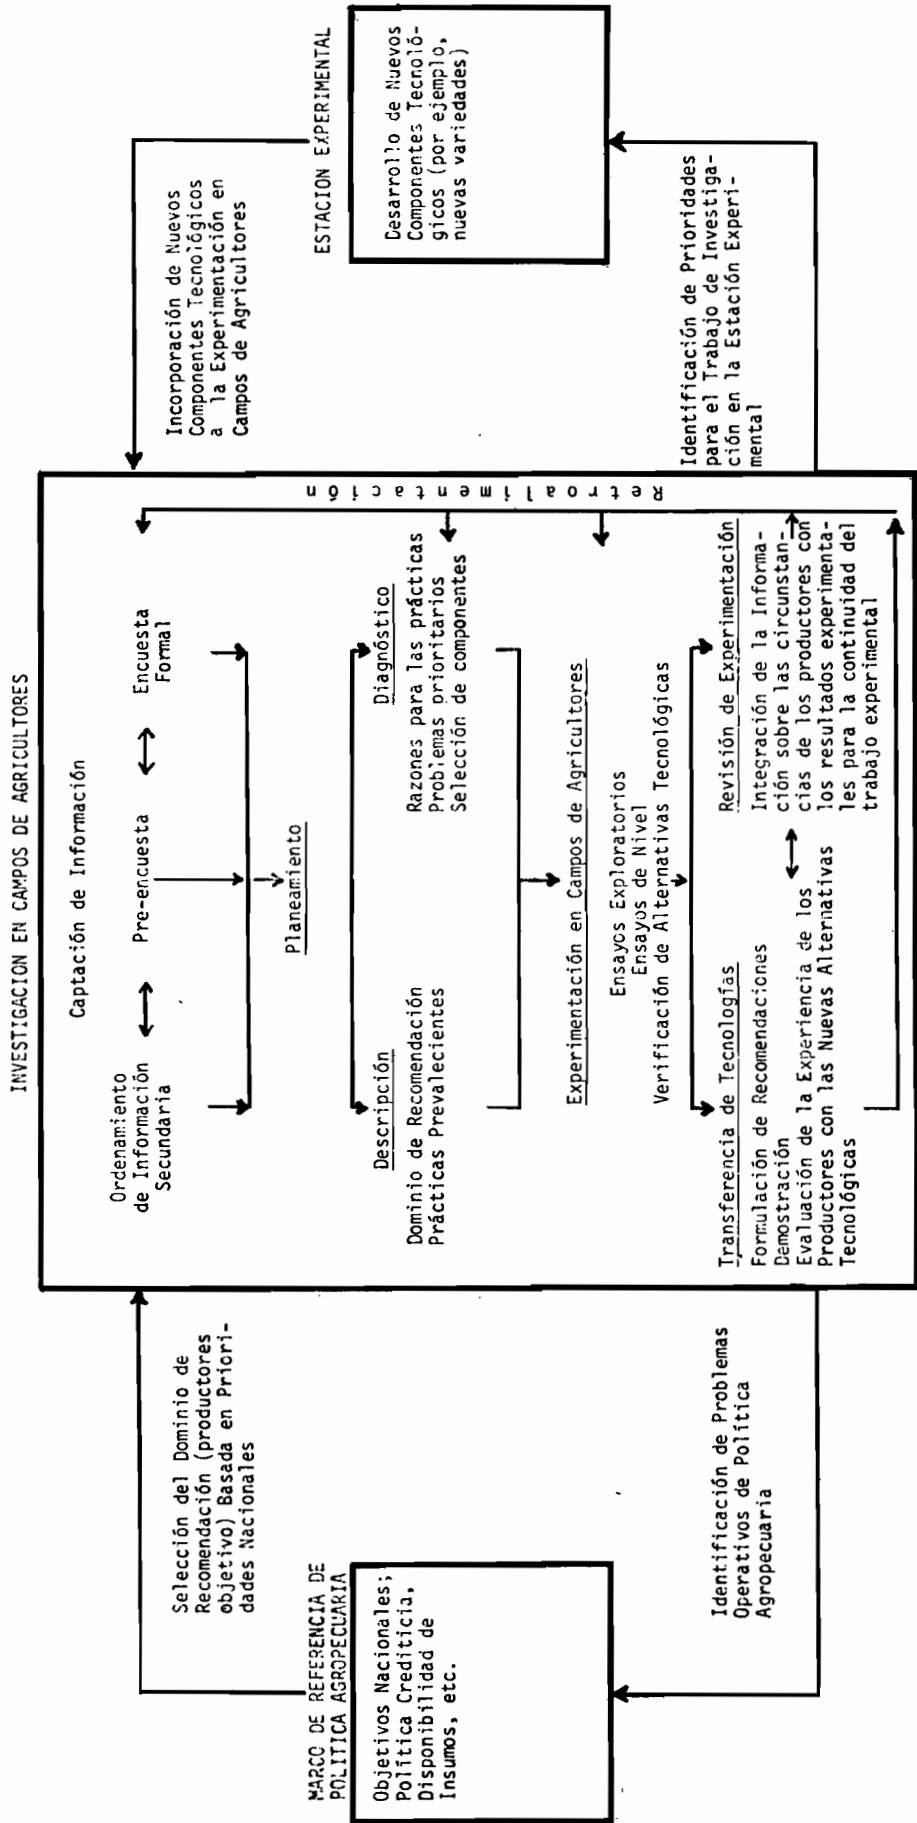 INVESTIGACION EN CAMPOS DE AGRICULTORES
MARCO DE REFERENCIA DE
POLITICA AGROPECUARIA
Objetivos Nacionales;
Política Crediticia,
Disponibilidad de
Insumos, etc.
Selección del Dominio de
Recomendación (productores
objetivo) Basada en Priori-
dades Nacionales
Identificación de Problemas
Operativos de Política
Agropecuaria
Captación de Información
Ordenamiento
de Información
Secundaria
Pre-encuesta
Encuesta
Formal
Planeamiento
Descripción
Dominio de Recomendación
Prácticas Prevalecientes
Diagnóstico
Razones para las prácticas
Problemas prioritarios
Selección de componentes
Experimentación en Campos de Agricultores
Ensayos Exploratorios
Ensayos de Nivel
Verificación de Alternativas Tecnológicas
Transferencia de Tecnologías
Formulación de Recomendaciones
Demostración
Evaluación de la Experiencia de los
Productores con las Nuevas Alternativas
Tecnológicas
Revisión de Experimentación
Integración de la Informa-
ción sobre las circunstan-
cias de los productores con
los resultados experimenta-
les para la continuidad del
trabajo experimental
Retroalimentación
Incorporación de Nuevos
Componentes Tecnológicos
a la Experimentación en
Campos de Agricultores
ESTACION EXPERIMENTAL
Desarrollo de Nuevos
Componentes Tecnoló-
gicos (por ejemplo,
nuevas variedades)
Identificación de Prioridades
para el Trabajo de Investiga-
ción en la Estación Experi-
mental